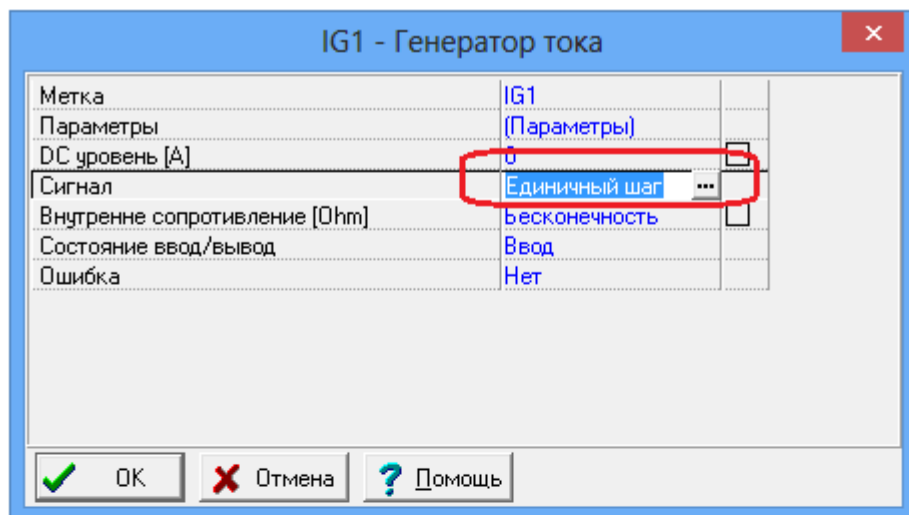 IG1 - Генератор тока
Метка IG1
Параметры (Параметры)
DC уровень [A] 0
Сигнал Единичный шаг ...
Внутренне сопротивление [Ohm] Бесконечность
Состояние ввод/вывод Ввод
Ошибка Нет
OK Отмена ? Помощь